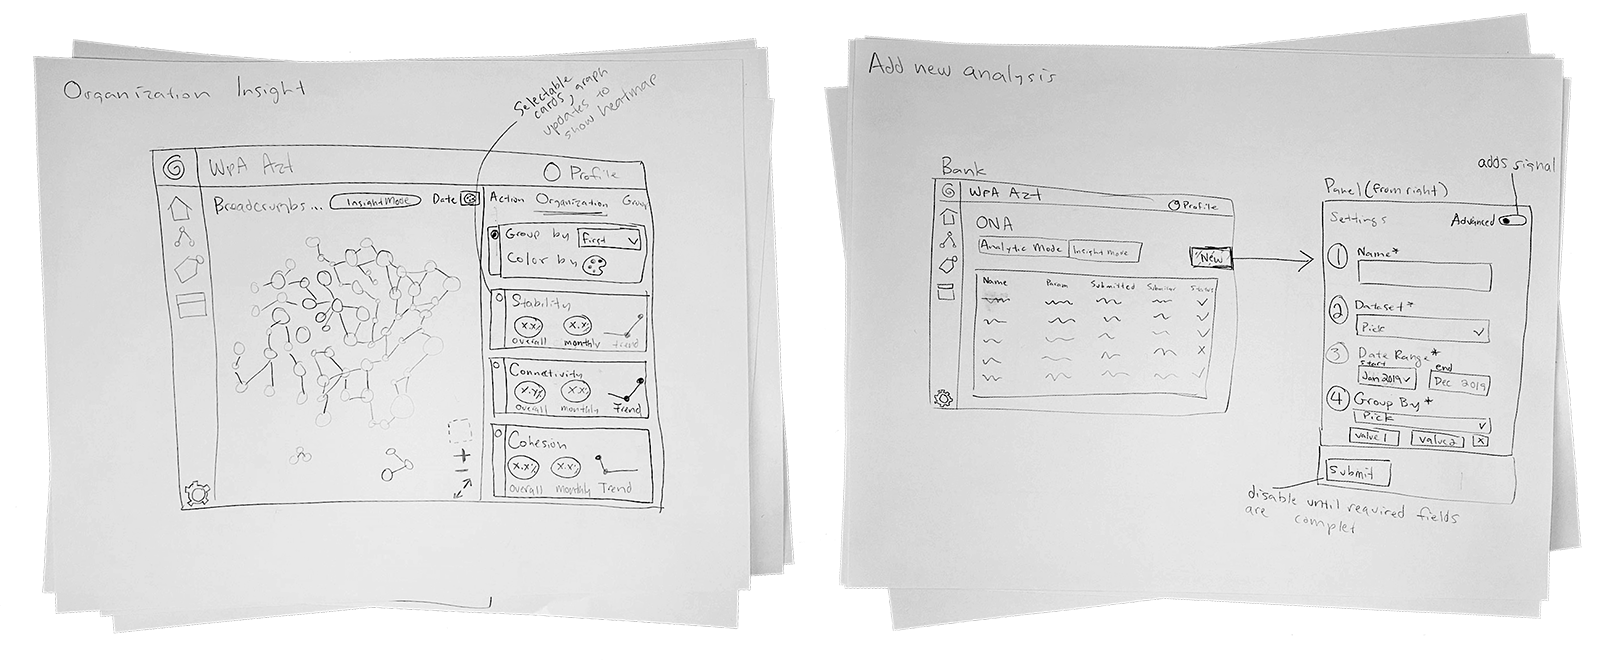 Organization Insight
Selectable
cards, graph
updates to
show heatmap
WpA Azt
Profile
Breadcrumbs...
Insight Mode
Date
Action Organization Group
Group by First
Color by
Stability
x.x% x.x%
overall monthly trend
Connectivity
x.x% x.x%
overall monthly Trend
Cohesion
x.x% x.x%
overall monthly Trend
Add new analysis
Bank
WpA Azt
Profile
ONA
Analytic Mode Insight more
New
Name Param Submitted Submitter Status
adds signal
Panel (from right)
Settings Advanced
1 Name*
2 Dataset*
Pick
3 Date Range*
start end
Jan 2019 Dec 2019
4 Group By*
Pick
value 1 value 2 x
Submit
disable until required fields
are complet